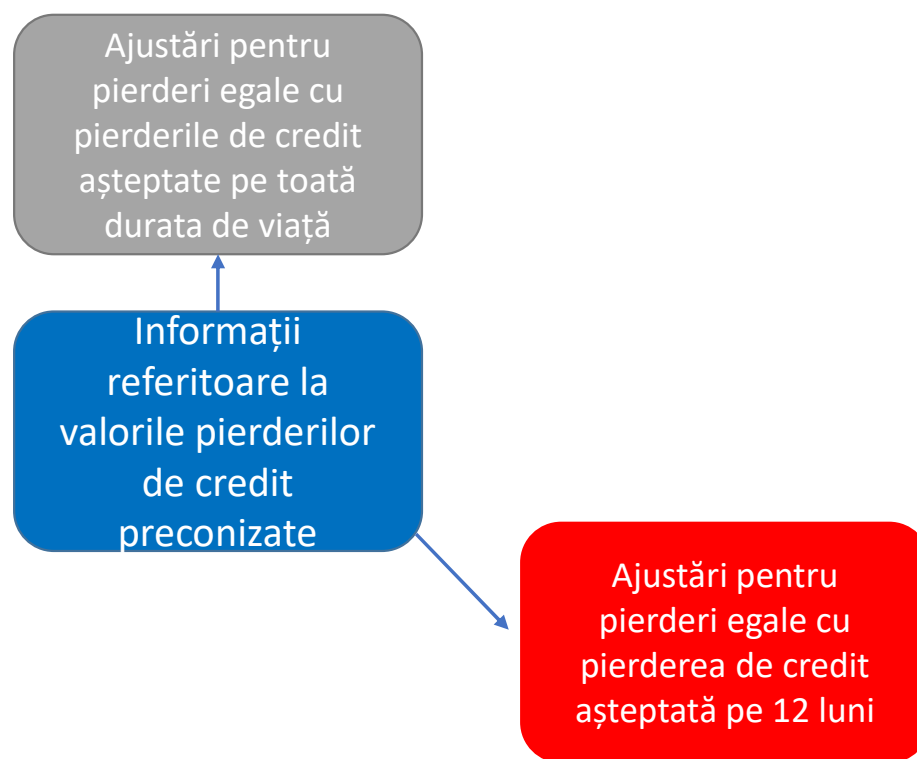 Ajustări pentru
pierderi egale cu
pierderile de credit
așteptate pe toată
durata de viață
Informații
referitoare la
valorile pierderilor
de credit
preconizate
Ajustări pentru
pierderi egale cu
pierderea de credit
așteptată pe 12 luni